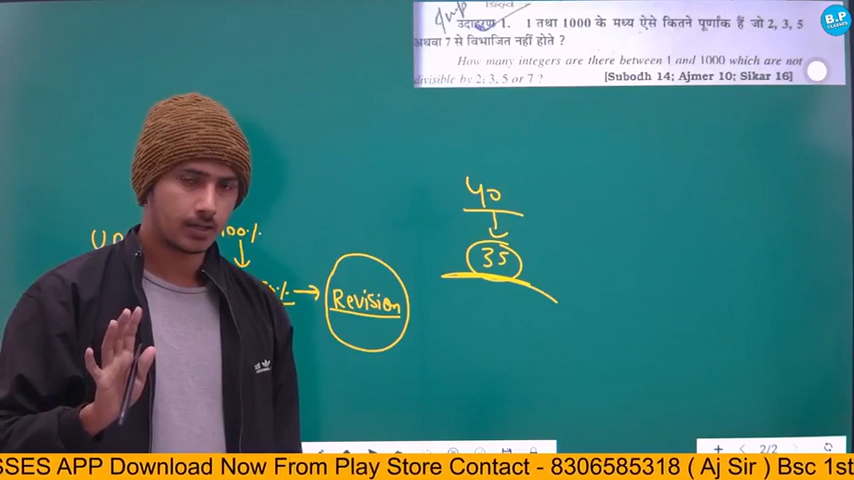 Imp
उदाहरण 1. 1 तथा 1000 के मध्य ऐसे कितने पूर्णांक हैं जो 2, 3, 5
अथवा 7 से विभाजित नहीं होते ?
How many integers are there between 1 and 1000 which are not
divisible by 2, 3, 5 or 7 ?
[Subodh 14; Ajmer 10; Sikar 16]
B.P
CLASSES
40
35
100%
Revision
2/2
SSES APP Download Now From Play Store Contact - 8306585318 ( Aj Sir ) Bsc 1st